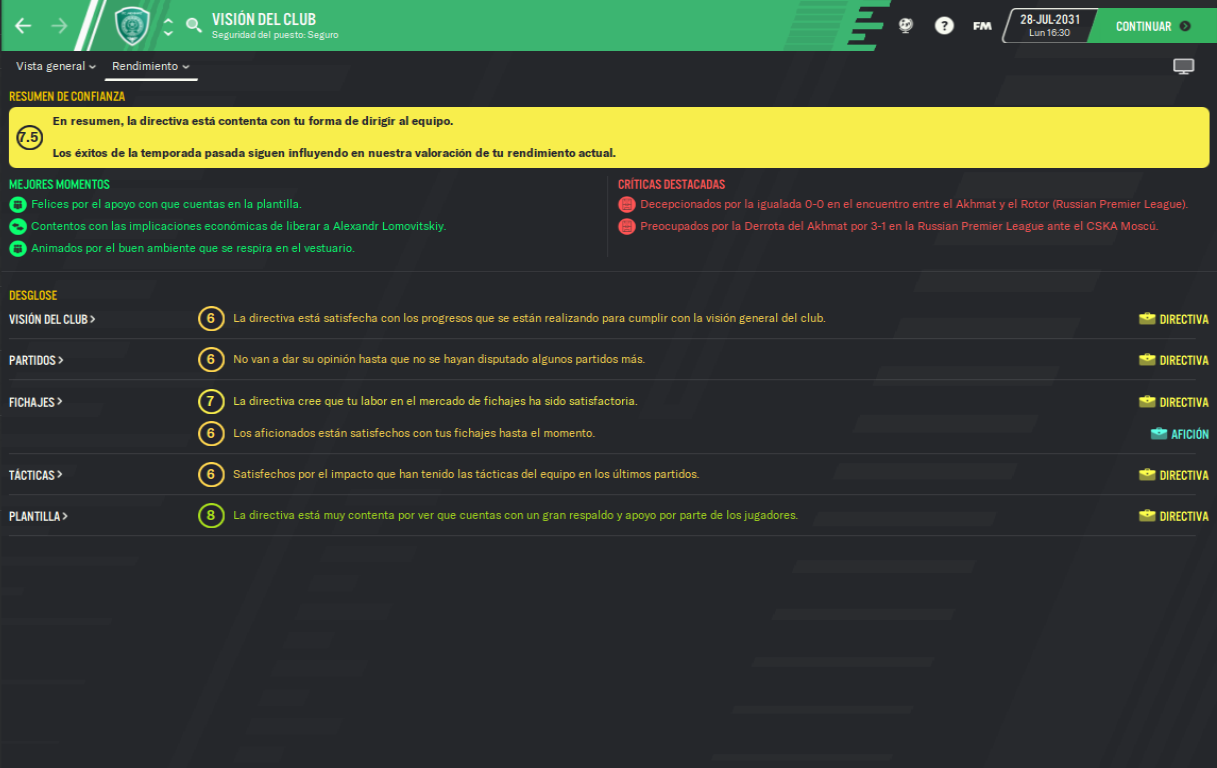 VISIÓN DEL CLUB
Seguridad del puesto: Seguro
?
FM
28-JUL-2031
Lun 16:30
CONTINUAR
Vista general
Rendimiento
RESUMEN DE CONFIANZA
7.5
En resumen, la directiva está contenta con tu forma de dirigir al equipo.
Los éxitos de la temporada pasada siguen influyendo en nuestra valoración de tu rendimiento actual.
MEJORES MOMENTOS
Felices por el apoyo con que cuentas en la plantilla.
Contentos con las implicaciones económicas de liberar a Alexandr Lomovitskiy.
Animados por el buen ambiente que se respira en el vestuario.
CRÍTICAS DESTACADAS
Decepcionados por la igualada 0-0 en el encuentro entre el Akhmat y el Rotor (Russian Premier League).
Preocupados por la Derrota del Akhmat por 3-1 en la Russian Premier League ante el CSKA Moscú.
DESGLOSE
VISIÓN DEL CLUB > 6 La directiva está satisfecha con los progresos que se están realizando para cumplir con la visión general del club. DIRECTIVA
PARTIDOS > 6 No van a dar su opinión hasta que no se hayan disputado algunos partidos más. DIRECTIVA
FICHAJES > 7 La directiva cree que tu labor en el mercado de fichajes ha sido satisfactoria. DIRECTIVA
6 Los aficionados están satisfechos con tus fichajes hasta el momento. AFICIÓN
TÁCTICAS > 6 Satisfechos por el impacto que han tenido las tácticas del equipo en los últimos partidos. DIRECTIVA
PLANTILLA > 8 La directiva está muy contenta por ver que cuentas con un gran respaldo y apoyo por parte de los jugadores. DIRECTIVA